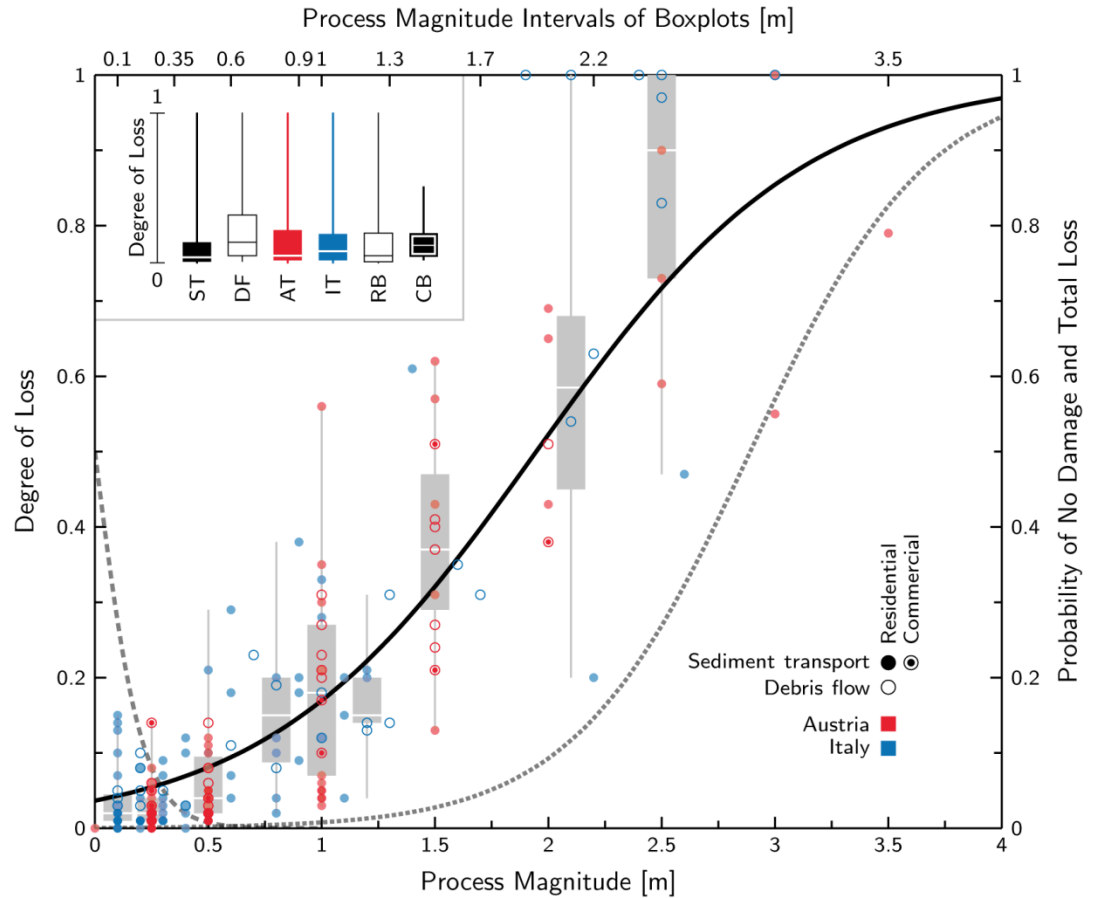 Process Magnitude Intervals of Boxplots [m]
0.1 0.35 0.6 0.9 1 1.3 1.7 2.2 3.5
1 1
1
Degree of Loss
0
ST DF AT IT RB CB
0.8 0.8
0.6 0.6
Degree of Loss
Probability of No Damage and Total Loss
0.4 0.4
Residential
Commercial
Sediment transport
0.2 0.2
Debris flow
Austria
Italy
0 0
0 0.5 1 1.5 2 2.5 3 3.5 4
Process Magnitude [m]